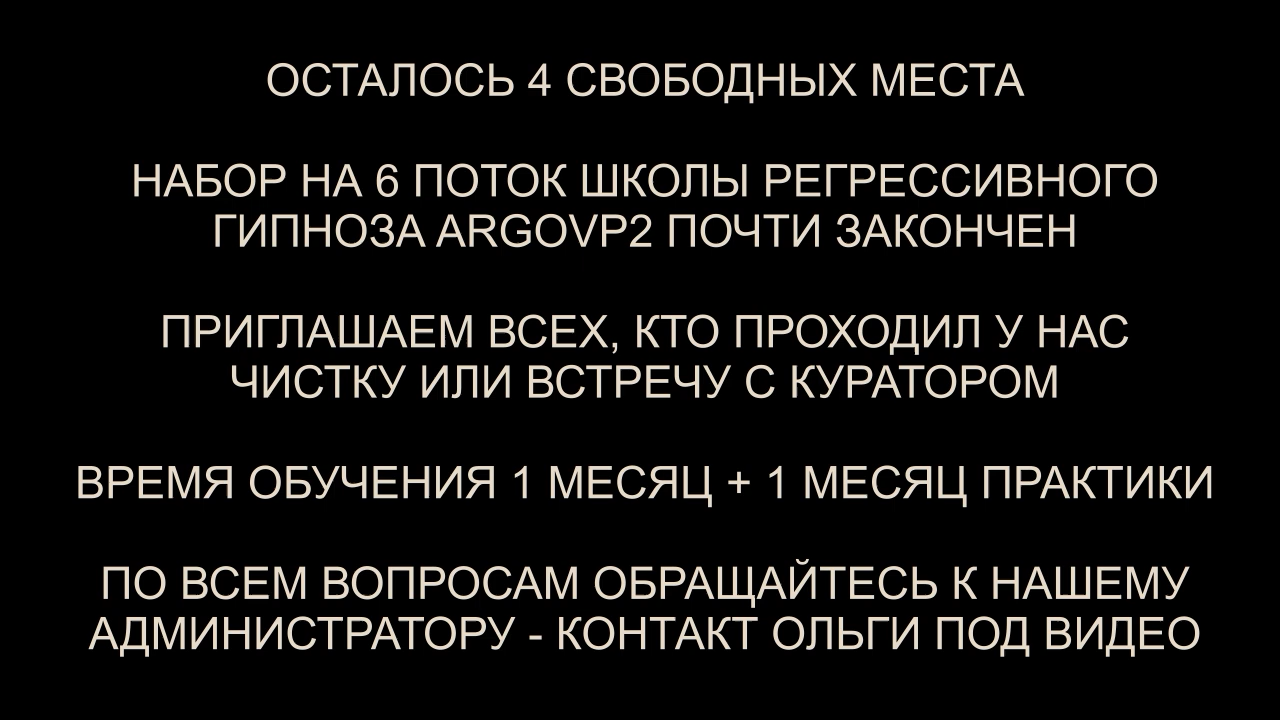 ОСТАЛОСЬ 4 СВОБОДНЫХ МЕСТА
НАБОР НА 6 ПОТОК ШКОЛЫ РЕГРЕССИВНОГО
ГИПНОЗА ARGOVP2 ПОЧТИ ЗАКОНЧЕН
ПРИГЛАШАЕМ ВСЕХ, КТО ПРОХОДИЛ У НАС
ЧИСТКУ ИЛИ ВСТРЕЧУ С КУРАТОРОМ
ВРЕМЯ ОБУЧЕНИЯ 1 МЕСЯЦ + 1 МЕСЯЦ ПРАКТИКИ
ПО ВСЕМ ВОПРОСАМ ОБРАЩАЙТЕСЬ К НАШЕМУ
АДМИНИСТРАТОРУ - КОНТАКТ ОЛЬГИ ПОД ВИДЕО